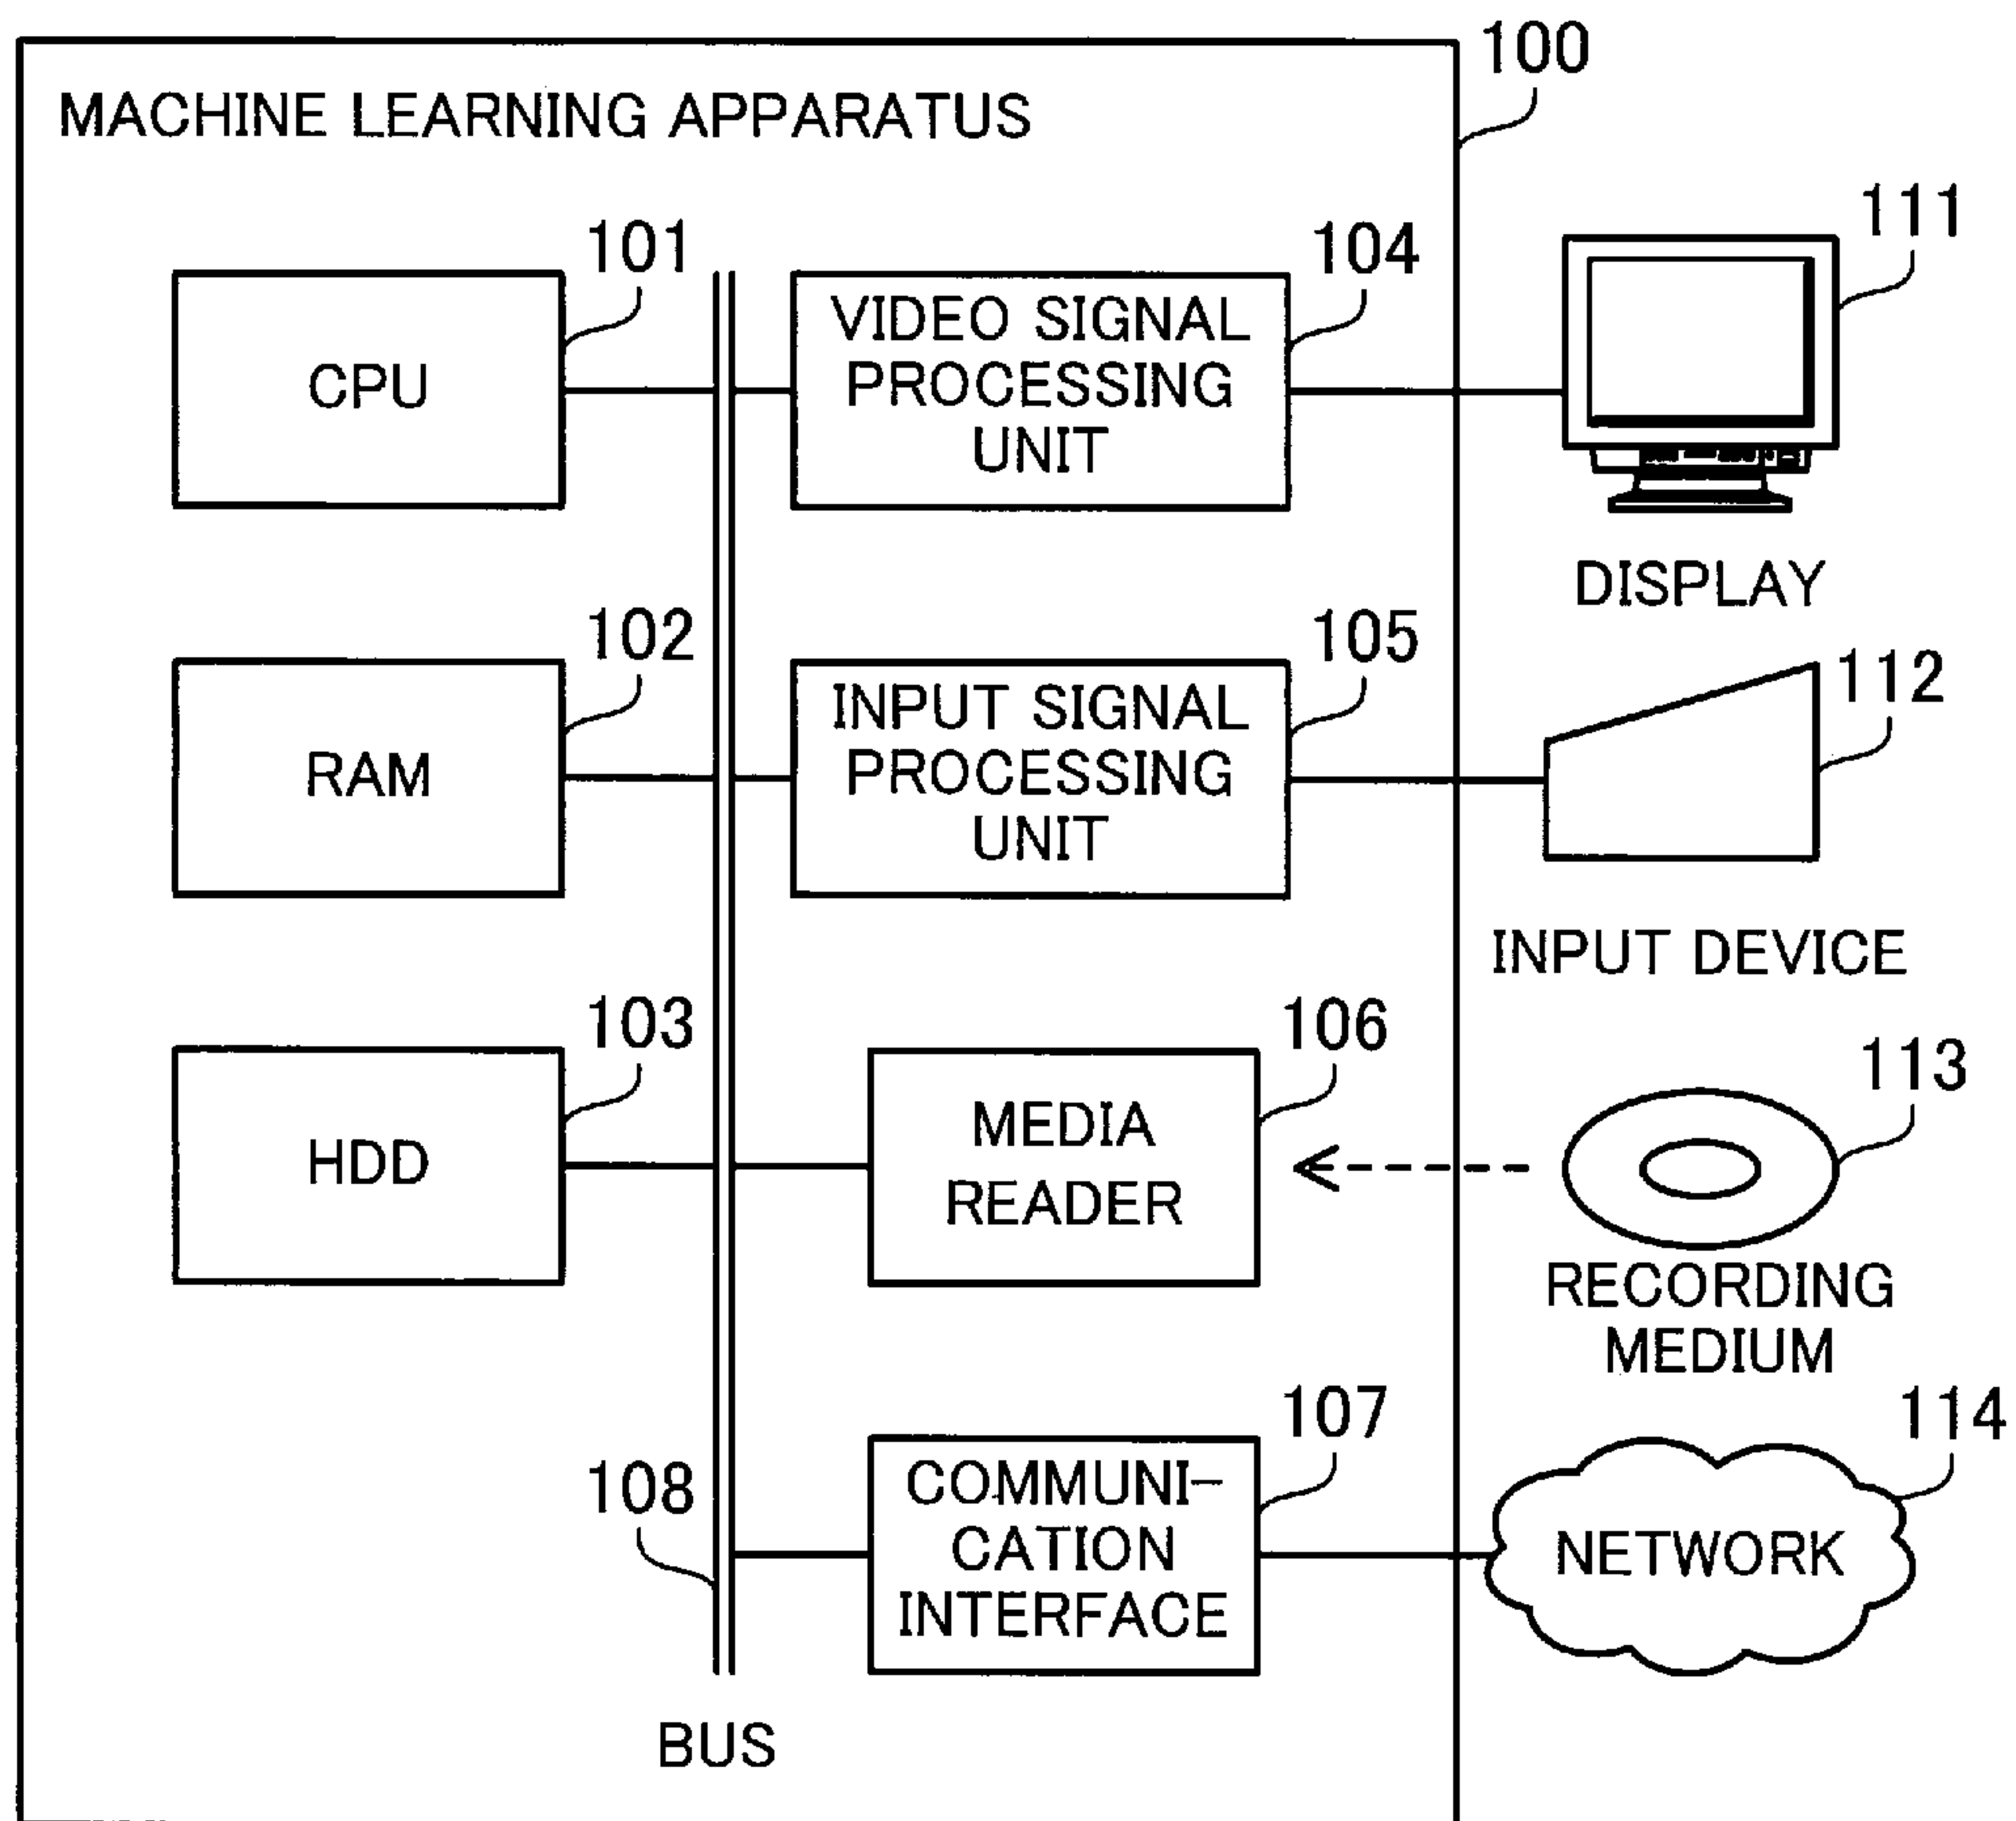 100
MACHINE LEARNING APPARATUS
101
104
111
CPU
VIDEO SIGNAL
PROCESSING
UNIT
DISPLAY
102
105
112
RAM
INPUT SIGNAL
PROCESSING
UNIT
INPUT DEVICE
103
106
113
HDD
MEDIA
READER
RECORDING
MEDIUM
107
114
108
COMMUNI-
CATION
INTERFACE
NETWORK
BUS